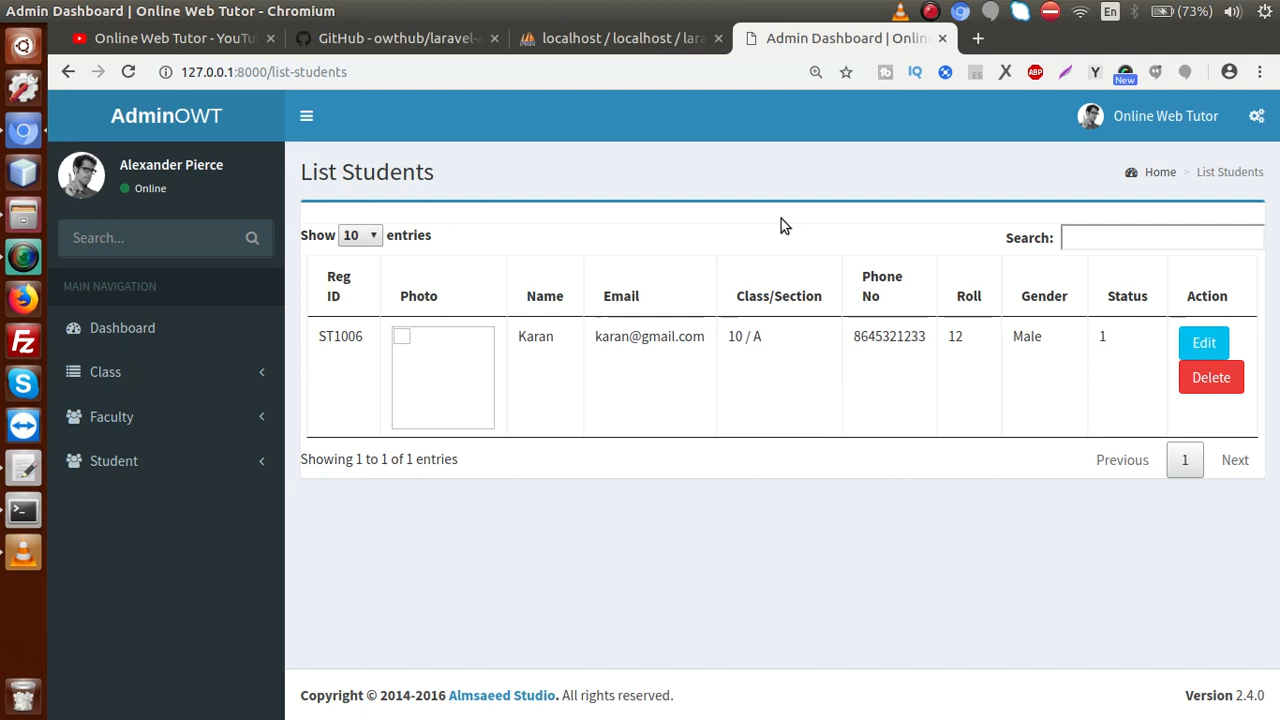 Admin Dashboard | Online Web Tutor - Chromium
En
(73%)
Online Web Tutor - YouTu
GitHub - owthub/laravel-a
localhost / localhost / lara
Admin Dashboard | Onlin
127.0.0.1:8000/list-students
IQ
ES
X
ABP
Y
New
AdminOWT
Online Web Tutor
Alexander Pierce
Online
Search...
MAIN NAVIGATION
Dashboard
Class
Faculty
Student
List Students
Home > List Students
Show 10 entries
Search:
Reg ID Photo Name Email Class/Section Phone No Roll Gender Status Action
ST1006 Karan karan@gmail.com 10 / A 8645321233 12 Male 1 Edit
Delete
Showing 1 to 1 of 1 entries
Previous 1 Next
Copyright © 2014-2016 Almsaeed Studio. All rights reserved.
Version 2.4.0